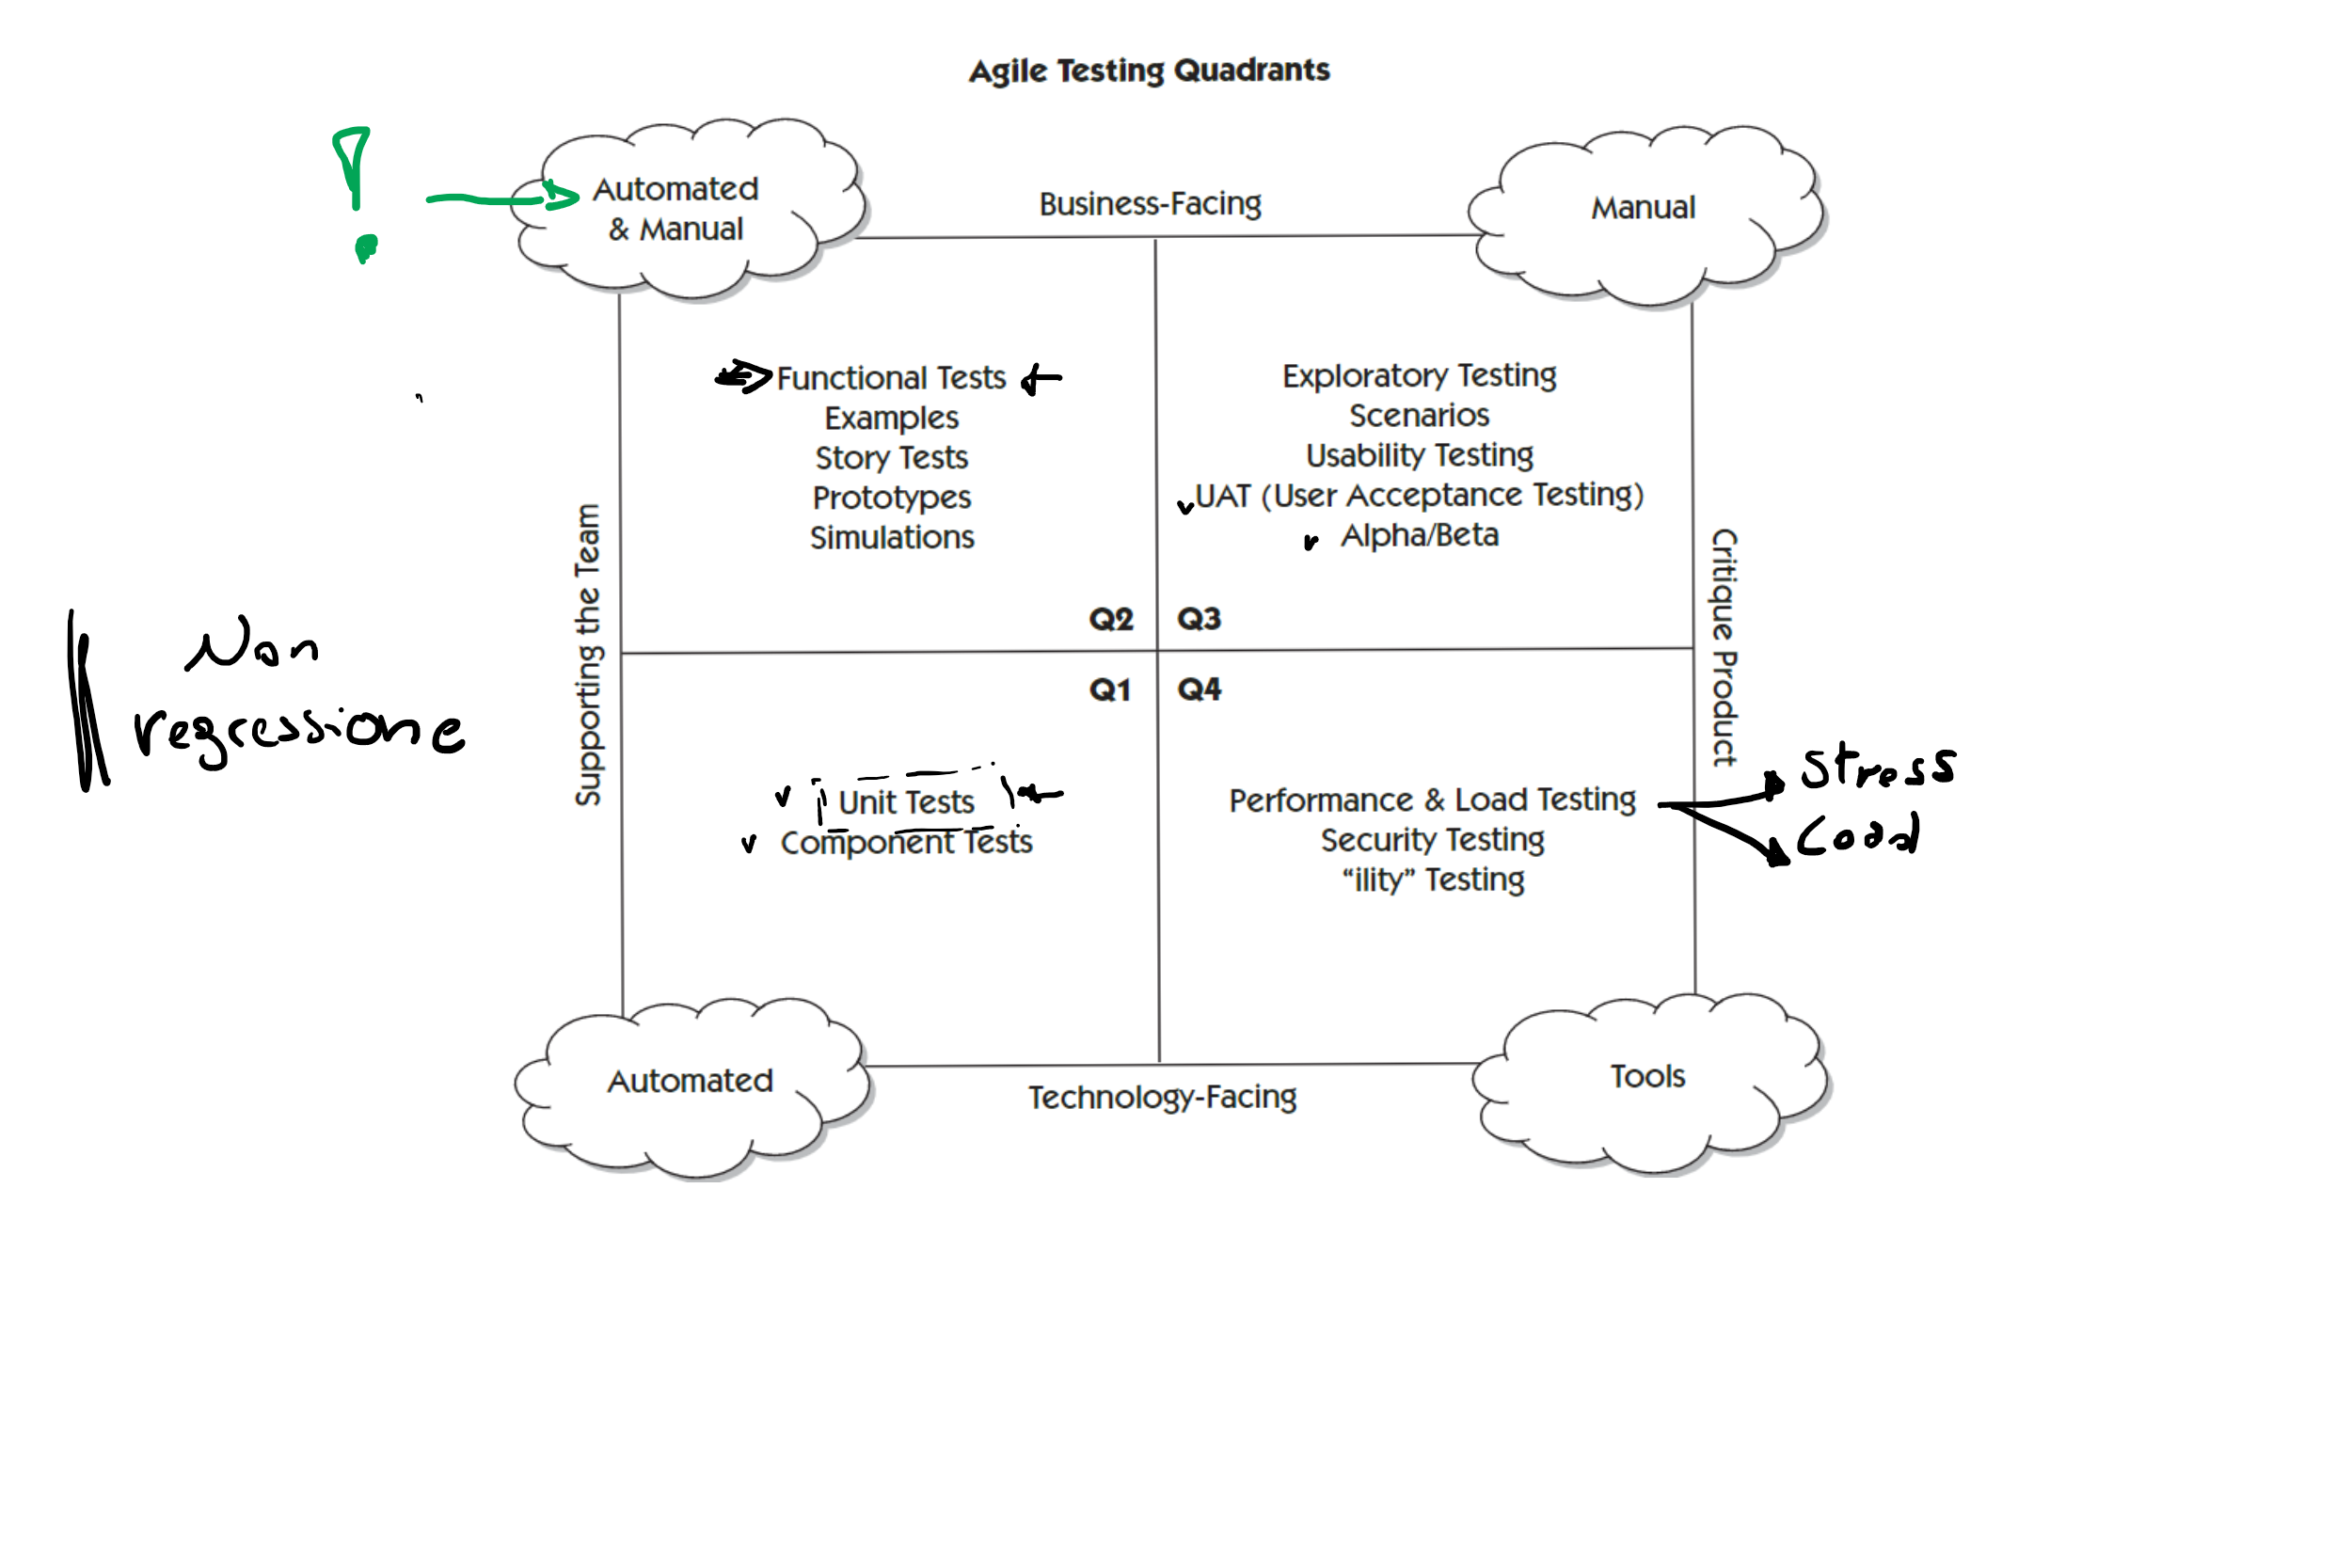 Agile Testing Quadrants
!
Automated
& Manual
Business-Facing
Manual
Functional Tests
Examples
Story Tests
Prototypes
Simulations
Exploratory Testing
Scenarios
Usability Testing
UAT (User Acceptance Testing)
Alpha/Beta
Supporting the Team
Critique Product
Q2
Q3
Q1
Q4
Non
regressione
Unit Tests
Component Tests
Performance & Load Testing
Security Testing
“ility” Testing
Stress
Load
Automated
Technology-Facing
Tools